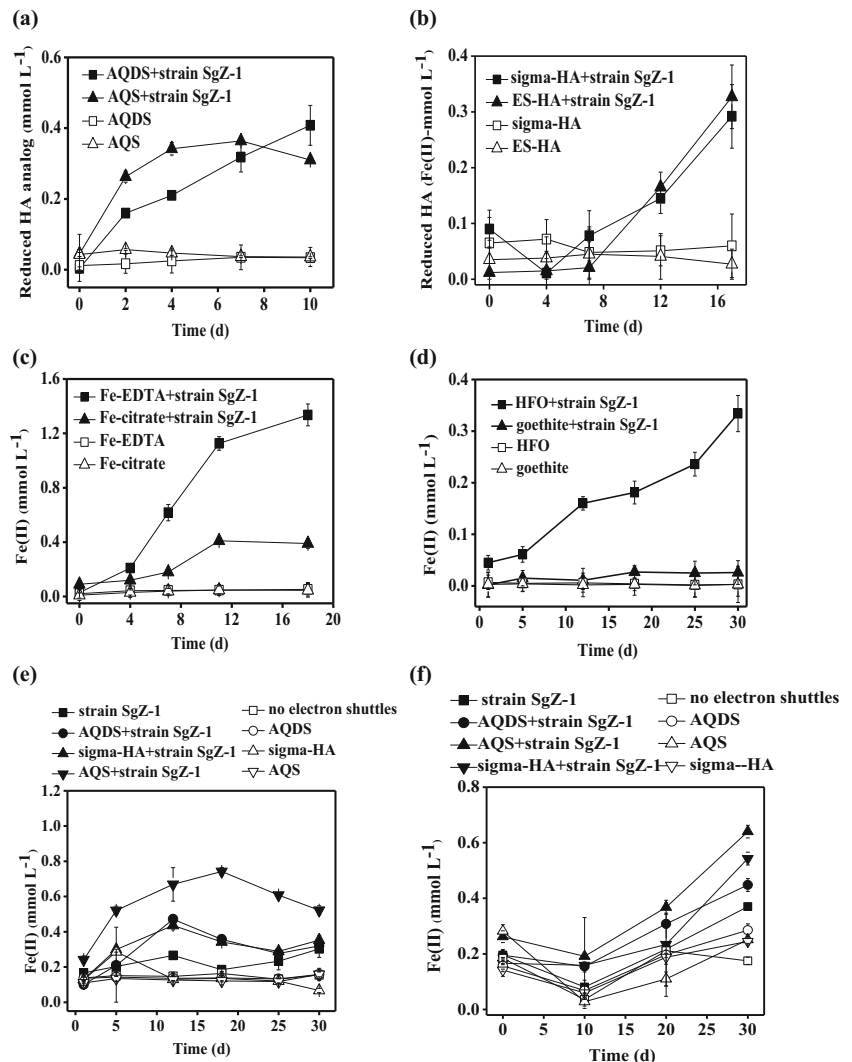 (a)
Reduced HA analog (mmol L-1)
0.6
0.4
0.2
0.0
AQDS+strain SgZ-1
AQS+strain SgZ-1
AQDS
AQS
0 2 4 6 8 10
Time (d)
(b)
Reduced HA (Fe(II)-mmol L-1)
0.4
0.3
0.2
0.1
0.0
sigma-HA+strain SgZ-1
ES-HA+strain SgZ-1
sigma-HA
ES-HA
0 4 8 12 16
Time (d)
(c)
Fe(II) (mmol L-1)
1.6
1.2
0.8
0.4
0.0
Fe-EDTA+strain SgZ-1
Fe-citrate+strain SgZ-1
Fe-EDTA
Fe-citrate
0 4 8 12 16 20
Time (d)
(d)
Fe(II) (mmol L-1)
0.4
0.3
0.2
0.1
0.0
HFO+strain SgZ-1
goethite+strain SgZ-1
HFO
goethite
0 5 10 15 20 25 30
Time (d)
(e)
strain SgZ-1
AQDS+strain SgZ-1
sigma-HA+strain SgZ-1
AQS+strain SgZ-1
no electron shuttles
AQDS
sigma-HA
AQS
Fe(II) (mmol L-1)
1.4
1.2
1.0
0.8
0.6
0.4
0.2
0.0
0 5 10 15 20 25 30
Time (d)
(f)
strain SgZ-1
AQDS+strain SgZ-1
AQS+strain SgZ-1
sigma-HA+strain SgZ-1
no electron shuttles
AQDS
AQS
sigma--HA
Fe(II) (mmol L-1)
0.8
0.6
0.4
0.2
0.0
0 10 20 30
Time (d)